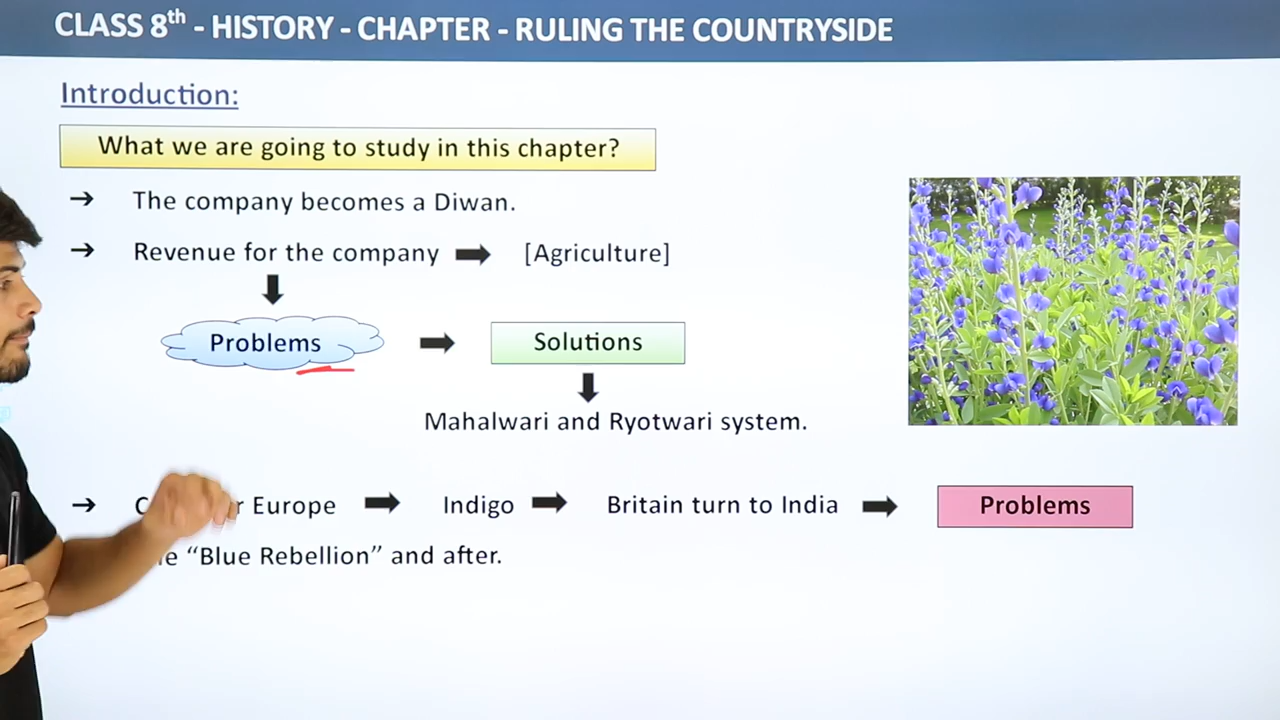 CLASS 8th - HISTORY - CHAPTER - RULING THE COUNTRYSIDE
Introduction:
What we are going to study in this chapter?
→ The company becomes a Diwan.
→ Revenue for the company ➡ [Agriculture]
⬇
Problems ➡ Solutions
⬇
Mahalwari and Ryotwari system.
→ Europe ➡ Indigo ➡ Britain turn to India ➡ Problems
“Blue Rebellion” and after.